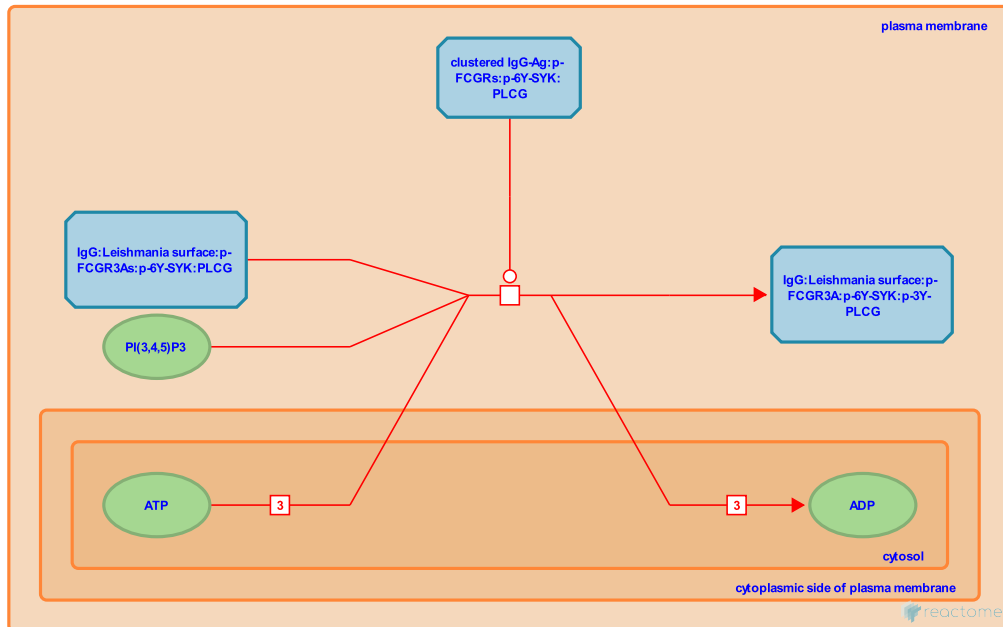 plasma membrane
clustered IgG-Ag:p-
FCGRs:p-6Y-SYK:
PLCG
IgG:Leishmania surface:p-
FCGR3As:p-6Y-SYK:PLCG
IgG:Leishmania surface:p-
FCGR3A:p-6Y-SYK:p-3Y-
PLCG
PI(3,4,5)P3
ATP
3
3
ADP
cytosol
cytoplasmic side of plasma membrane
reactome